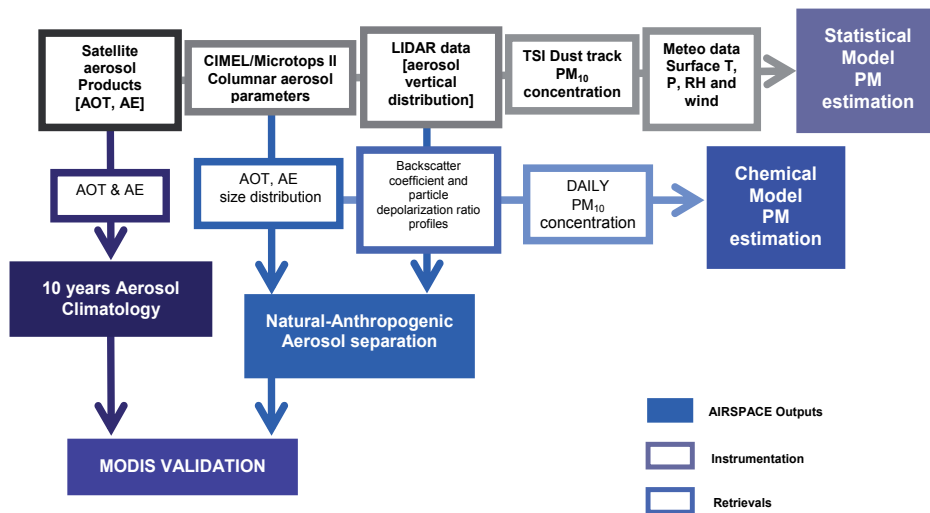 Satellite
aerosol
Products
[AOT, AE]
CIMEL/Microtops II
Columnar aerosol
parameters
LIDAR data
[aerosol
vertical
distribution]
TSI Dust track
PM10
concentration
Meteo data
Surface T,
P, RH and
wind
Statistical
Model
PM
estimation
AOT & AE
AOT, AE
size distribution
Backscatter
coefficient and
particle
depolarization ratio
profiles
DAILY
PM10
concentration
Chemical
Model
PM
estimation
10 years Aerosol
Climatology
Natural-Anthropogenic
Aerosol separation
MODIS VALIDATION
AIRSPACE Outputs
Instrumentation
Retrievals